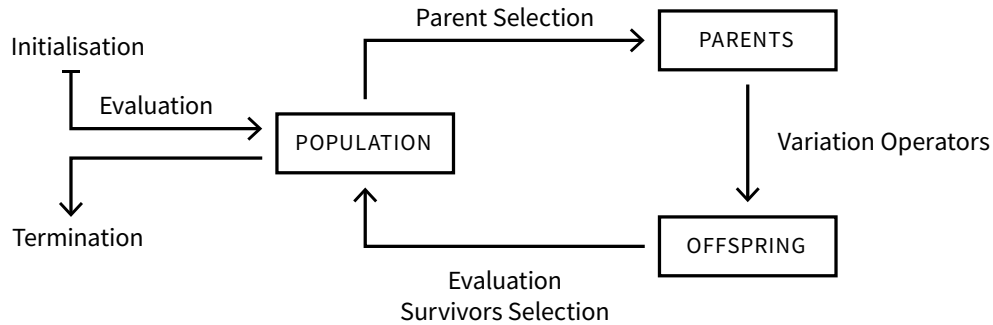 Parent Selection
Initialisation
PARENTS
Evaluation
POPULATION
Variation Operators
Termination
OFFSPRING
Evaluation
Survivors Selection